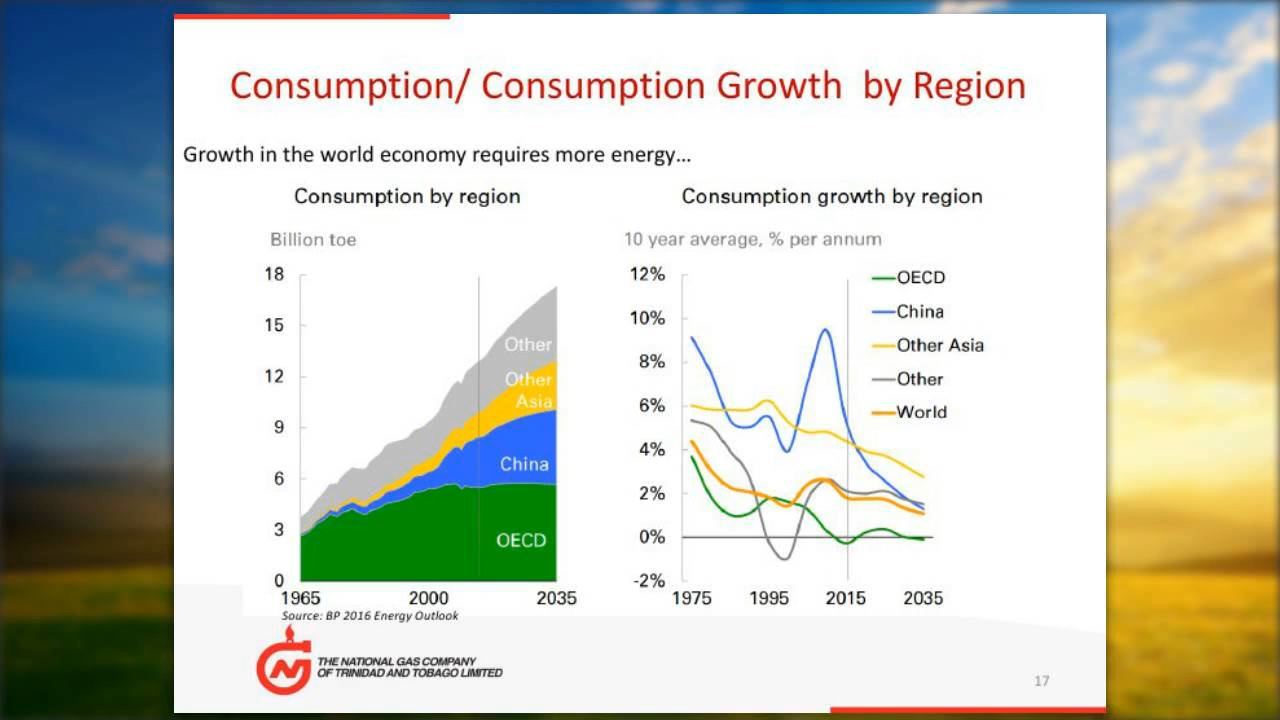 Consumption/ Consumption Growth by Region
Growth in the world economy requires more energy...
Consumption by region
Billion toe
18
15
12
9
6
3
0
1965 2000 2035
Other
Other
Asia
China
OECD
Source: BP 2016 Energy Outlook
Consumption growth by region
10 year average, % per annum
12%
10%
8%
6%
4%
2%
0%
-2%
1975 1995 2015 2035
OECD
China
Other Asia
Other
World
THE NATIONAL GAS COMPANY
OF TRINIDAD AND TOBAGO LIMITED
17